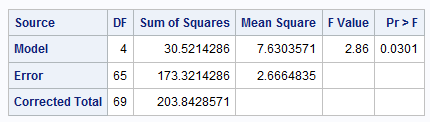 Source DF Sum of Squares Mean Square F Value Pr > F
Model 4 30.5214286 7.6303571 2.86 0.0301
Error 65 173.3214286 2.6664835
Corrected Total 69 203.8428571